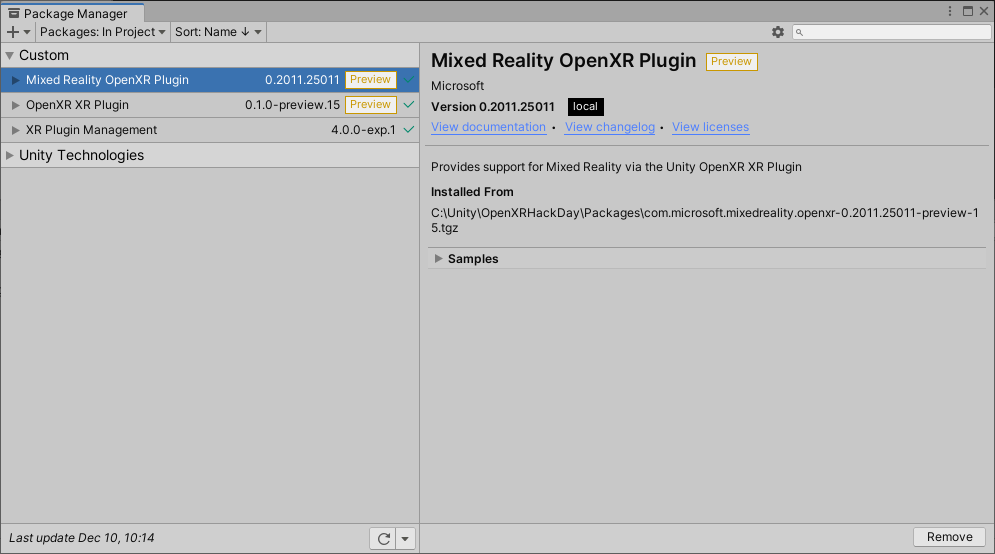 Package Manager
Packages: In Project
Sort: Name ↓
Custom
Mixed Reality OpenXR Plugin 0.2011.25011 Preview
OpenXR XR Plugin 0.1.0-preview.15 Preview
XR Plugin Management 4.0.0-exp.1
Unity Technologies
Last update Dec 10, 10:14
Mixed Reality OpenXR Plugin Preview
Microsoft
Version 0.2011.25011 local
View documentation • View changelog • View licenses
Provides support for Mixed Reality via the Unity OpenXR XR Plugin
Installed From
C:\Unity\OpenXRHackDay\Packages\com.microsoft.mixedreality.openxr-0.2011.25011-preview-1
5.tgz
Samples
Remove